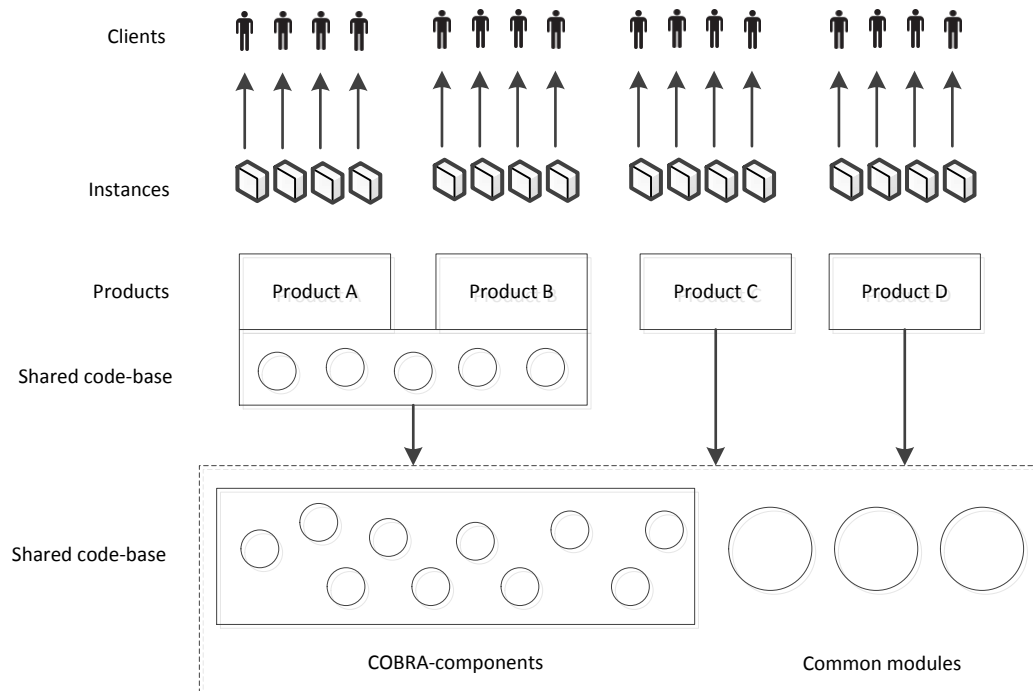 Clients
Instances
Products
Product A
Product B
Product C
Product D
Shared code-base
Shared code-base
COBRA-components
Common modules